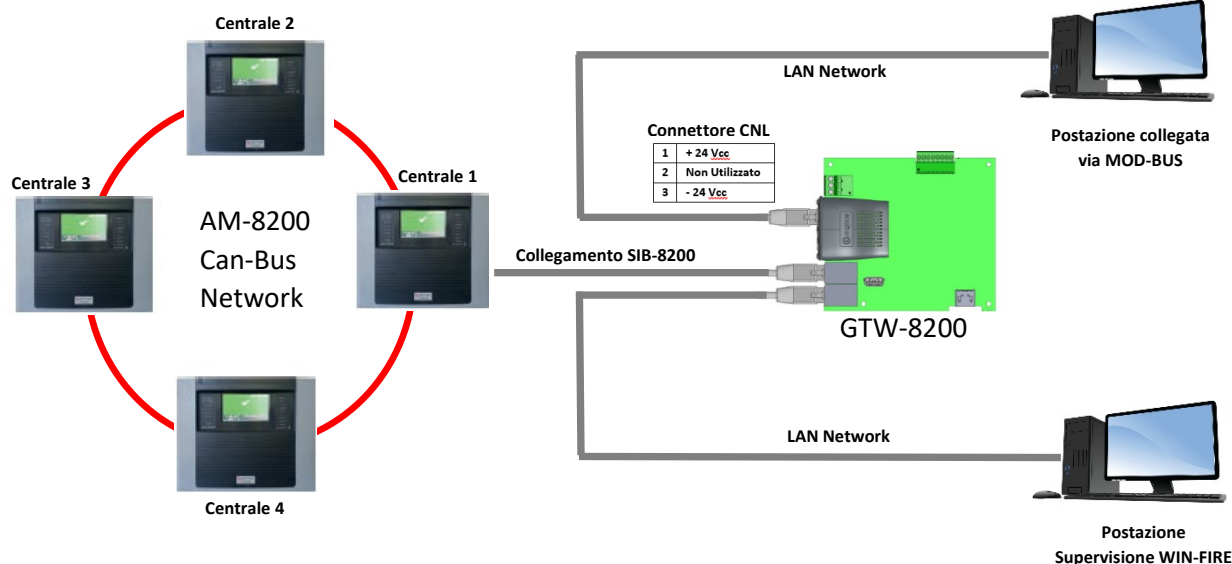 Centrale 2
LAN Network
Postazione collegata
via MOD-BUS
Connettore CNL
1 + 24 Vcc
2 Non Utilizzato
3 - 24 Vcc
Centrale 3
Centrale 1
AM-8200
Can-Bus
Network
Collegamento SIB-8200
GTW-8200
LAN Network
Centrale 4
Postazione
Supervisione WIN-FIRE